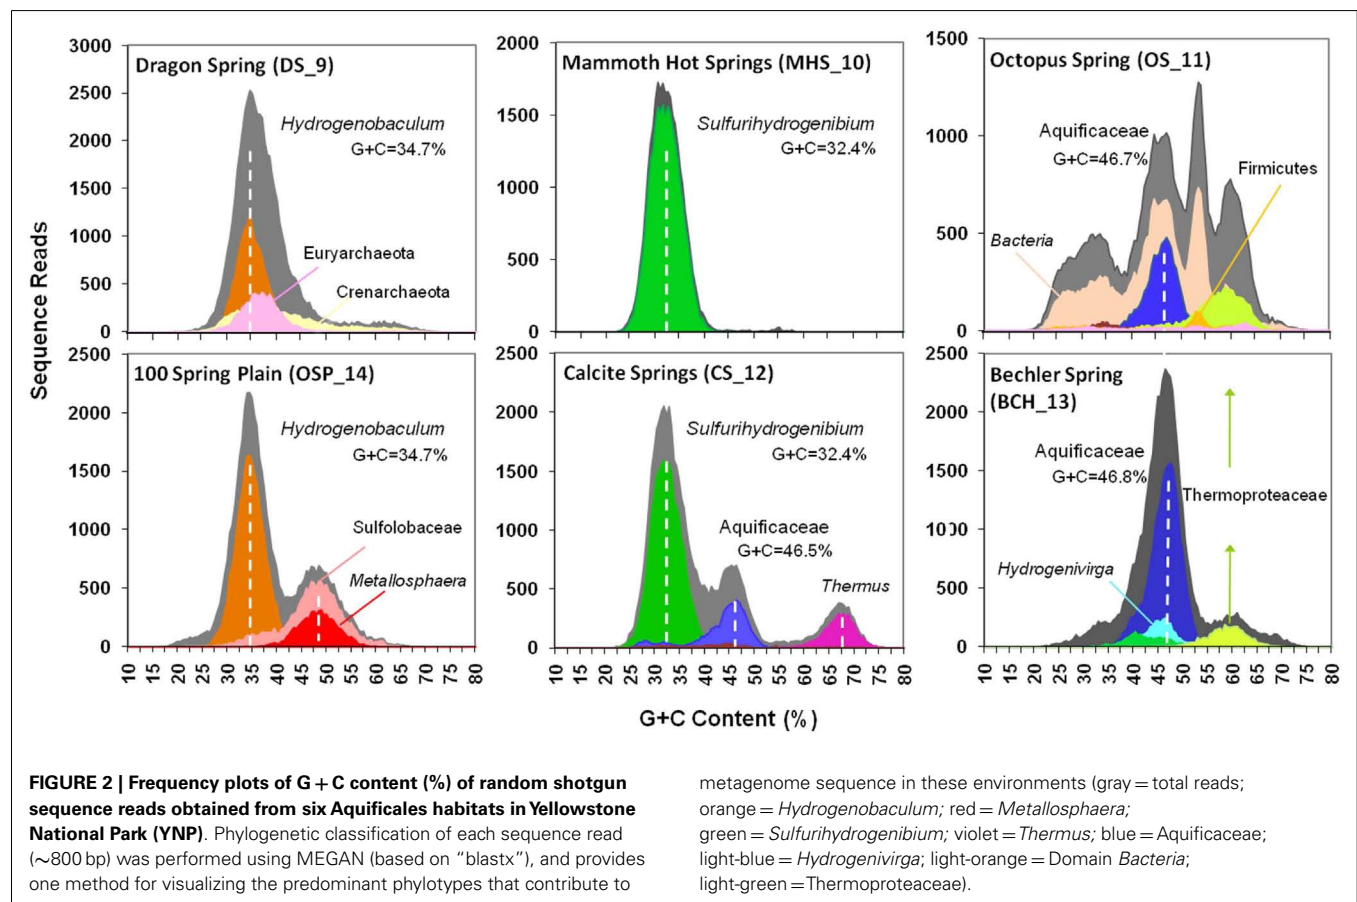 Sequence Reads
3000
2500
2000
1500
1000
500
0
Dragon Spring (DS_9)
Hydrogenobaculum
G+C=34.7%
Euryarchaeota
Crenarchaeota
2000
1500
1000
500
0
Mammoth Hot Springs (MHS_10)
Sulfurihydrogenibium
G+C=32.4%
1500
1000
500
0
Octopus Spring (OS_11)
Aquificaceae
G+C=46.7%
Firmicutes
Bacteria
2500
2000
1500
1000
500
0
100 Spring Plain (OSP_14)
Hydrogenobaculum
G+C=34.7%
Sulfolobaceae
Metallosphaera
10 15 20 25 30 35 40 45 50 55 60 65 70 75 80
2500
2000
1500
1000
500
0
Calcite Springs (CS_12)
Sulfurihydrogenibium
G+C=32.4%
Aquificaceae
G+C=46.5%
Thermus
10 15 20 25 30 35 40 45 50 55 60 65 70 75 80
2500
2000
1500
1000
500
0
Bechler Spring
(BCH_13)
Aquificaceae
G+C=46.8%
Thermoproteaceae
Hydrogenivirga
10 15 20 25 30 35 40 45 50 55 60 65 70 75 80
G+C Content (%)
FIGURE 2 | Frequency plots of G + C content (%) of random shotgun
sequence reads obtained from six Aquificales habitats in Yellowstone
National Park (YNP). Phylogenetic classification of each sequence read
(∼800 bp) was performed using MEGAN (based on “blastx”), and provides
one method for visualizing the predominant phylotypes that contribute to
metagenome sequence in these environments (gray = total reads;
orange = Hydrogenobaculum; red = Metallosphaera;
green = Sulfurihydrogenibium; violet = Thermus; blue = Aquificaceae;
light-blue = Hydrogenivirga; light-orange = Domain Bacteria;
light-green = Thermoproteaceae).